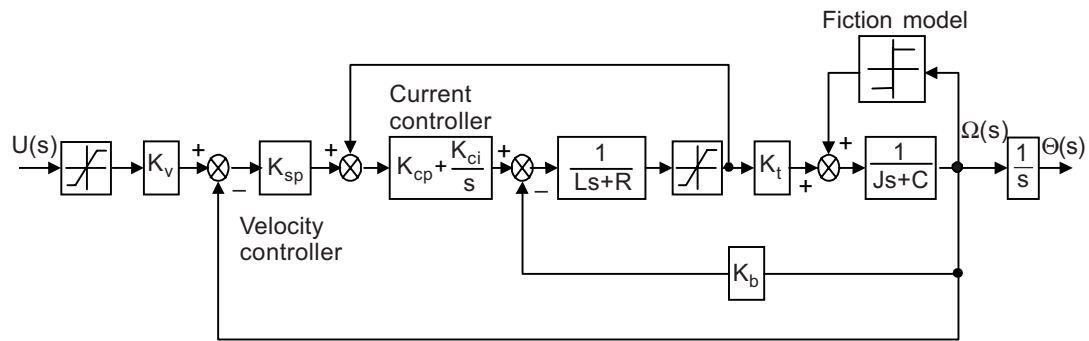 Fiction model
Current
controller
U(s)
K_v
+
−
K_sp
+
K_cp + K_ci/s
+
−
1/(Ls+R)
K_t
+
+
+
1/(Js+C)
Ω(s)
1/s
Θ(s)
Velocity
controller
K_b